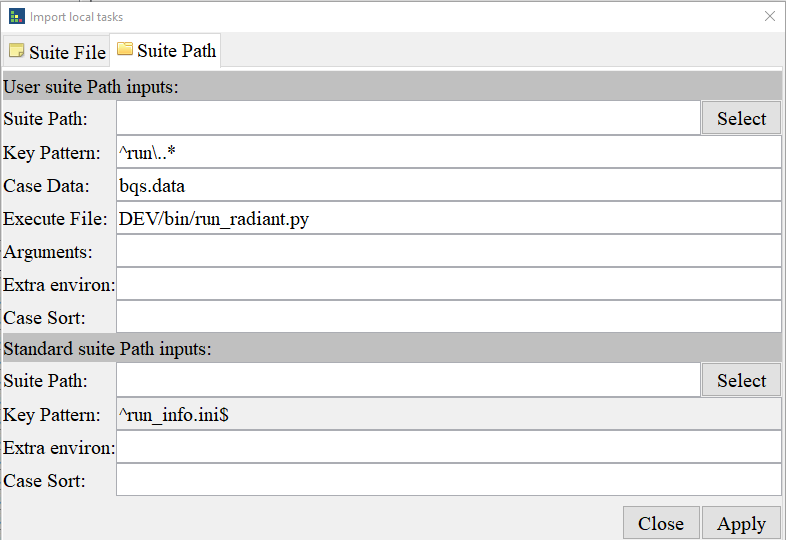 Import local tasks
Suite File
Suite Path
User suite Path inputs:
Suite Path:
Select
Key Pattern: ^run\..*
Case Data: bqs.data
Execute File: DEV/bin/run_radiant.py
Arguments:
Extra environ:
Case Sort:
Standard suite Path inputs:
Suite Path:
Select
Key Pattern: ^run_info.ini$
Extra environ:
Case Sort:
Close
Apply